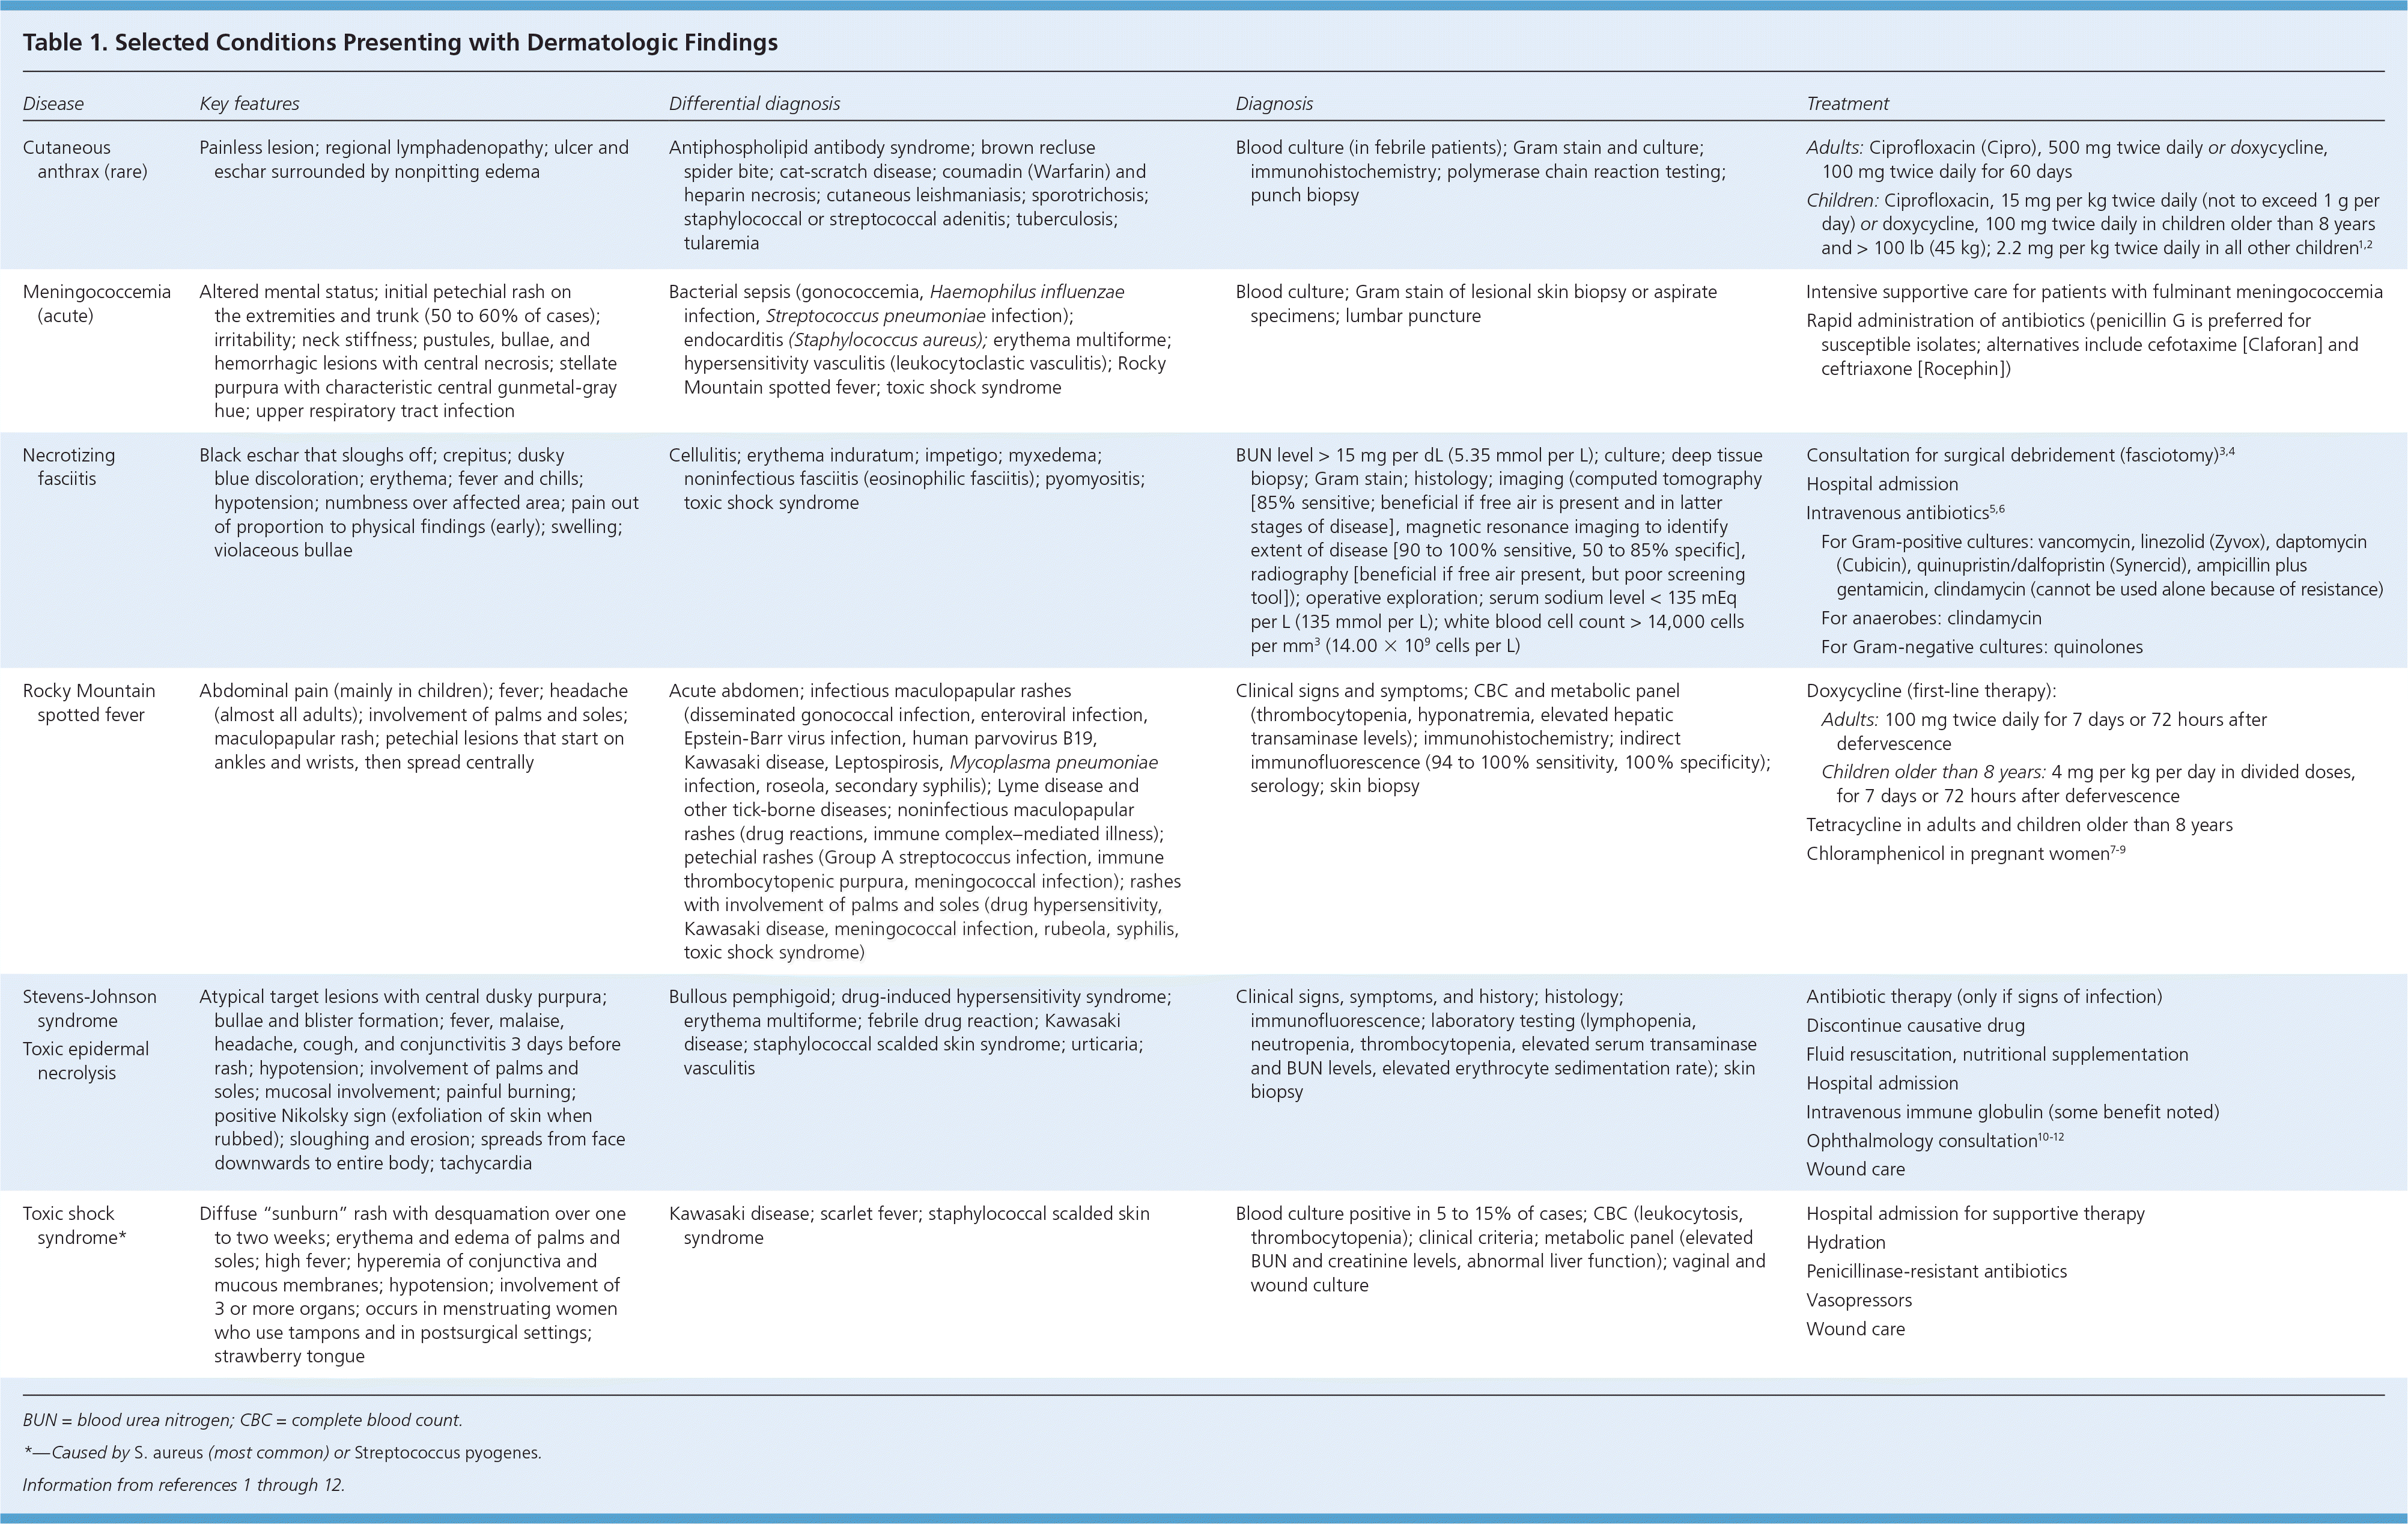 Table 1. Selected Conditions Presenting with Dermatologic Findings
Disease
Key features
Differential diagnosis
Diagnosis
Treatment
Cutaneous
anthrax (rare)
Painless lesion; regional lymphadenopathy; ulcer and
eschar surrounded by nonpitting edema
Antiphospholipid antibody syndrome; brown recluse
spider bite; cat-scratch disease; coumadin (Warfarin) and
heparin necrosis; cutaneous leishmaniasis; sporotrichosis;
staphylococcal or streptococcal adenitis; tuberculosis;
tularemia
Blood culture (in febrile patients); Gram stain and culture;
immunohistochemistry; polymerase chain reaction testing;
punch biopsy
Adults: Ciprofloxacin (Cipro), 500 mg twice daily or doxycycline,
100 mg twice daily for 60 days
Children: Ciprofloxacin, 15 mg per kg twice daily (not to exceed 1 g per
day) or doxycycline, 100 mg twice daily in children older than 8 years
and > 100 lb (45 kg); 2.2 mg per kg twice daily in all other children1,2
Meningococcemia
(acute)
Altered mental status; initial petechial rash on
the extremities and trunk (50 to 60% of cases);
irritability; neck stiffness; pustules, bullae, and
hemorrhagic lesions with central necrosis; stellate
purpura with characteristic central gunmetal-gray
hue; upper respiratory tract infection
Bacterial sepsis (gonococcemia, Haemophilus influenzae
infection, Streptococcus pneumoniae infection);
endocarditis (Staphylococcus aureus); erythema multiforme;
hypersensitivity vasculitis (leukocytoclastic vasculitis); Rocky
Mountain spotted fever; toxic shock syndrome
Blood culture; Gram stain of lesional skin biopsy or aspirate
specimens; lumbar puncture
Intensive supportive care for patients with fulminant meningococcemia
Rapid administration of antibiotics (penicillin G is preferred for
susceptible isolates; alternatives include cefotaxime [Claforan] and
ceftriaxone [Rocephin])
Necrotizing
fasciitis
Black eschar that sloughs off; crepitus; dusky
blue discoloration; erythema; fever and chills;
hypotension; numbness over affected area; pain out
of proportion to physical findings (early); swelling;
violaceous bullae
Cellulitis; erythema induratum; impetigo; myxedema;
noninfectious fasciitis (eosinophilic fasciitis); pyomyositis;
toxic shock syndrome
BUN level > 15 mg per dL (5.35 mmol per L); culture; deep tissue
biopsy; Gram stain; histology; imaging (computed tomography
[85% sensitive; beneficial if free air is present and in latter
stages of disease], magnetic resonance imaging to identify
extent of disease [90 to 100% sensitive, 50 to 85% specific],
radiography [beneficial if free air present, but poor screening
tool]); operative exploration; serum sodium level < 135 mEq
per L (135 mmol per L); white blood cell count > 14,000 cells
per mm3 (14.00 × 109 cells per L)
Consultation for surgical debridement (fasciotomy)3,4
Hospital admission
Intravenous antibiotics5,6
For Gram-positive cultures: vancomycin, linezolid (Zyvox), daptomycin
(Cubicin), quinupristin/dalfopristin (Synercid), ampicillin plus
gentamicin, clindamycin (cannot be used alone because of resistance)
For anaerobes: clindamycin
For Gram-negative cultures: quinolones
Rocky Mountain
spotted fever
Abdominal pain (mainly in children); fever; headache
(almost all adults); involvement of palms and soles;
maculopapular rash; petechial lesions that start on
ankles and wrists, then spread centrally
Acute abdomen; infectious maculopapular rashes
(disseminated gonococcal infection, enteroviral infection,
Epstein-Barr virus infection, human parvovirus B19,
Kawasaki disease, Leptospirosis, Mycoplasma pneumoniae
infection, roseola, secondary syphilis); Lyme disease and
other tick-borne diseases; noninfectious maculopapular
rashes (drug reactions, immune complex–mediated illness);
petechial rashes (Group A streptococcus infection, immune
thrombocytopenic purpura, meningococcal infection); rashes
with involvement of palms and soles (drug hypersensitivity,
Kawasaki disease, meningococcal infection, rubeola, syphilis,
toxic shock syndrome)
Clinical signs and symptoms; CBC and metabolic panel
(thrombocytopenia, hyponatremia, elevated hepatic
transaminase levels); immunohistochemistry; indirect
immunofluorescence (94 to 100% sensitivity, 100% specificity);
serology; skin biopsy
Doxycycline (first-line therapy):
Adults: 100 mg twice daily for 7 days or 72 hours after
defervescence
Children older than 8 years: 4 mg per kg per day in divided doses,
for 7 days or 72 hours after defervescence
Tetracycline in adults and children older than 8 years
Chloramphenicol in pregnant women7-9
Stevens-Johnson
syndrome
Toxic epidermal
necrolysis
Atypical target lesions with central dusky purpura;
bullae and blister formation; fever, malaise,
headache, cough, and conjunctivitis 3 days before
rash; hypotension; involvement of palms and
soles; mucosal involvement; painful burning;
positive Nikolsky sign (exfoliation of skin when
rubbed); sloughing and erosion; spreads from face
downwards to entire body; tachycardia
Bullous pemphigoid; drug-induced hypersensitivity syndrome;
erythema multiforme; febrile drug reaction; Kawasaki
disease; staphylococcal scalded skin syndrome; urticaria;
vasculitis
Clinical signs, symptoms, and history; histology;
immunofluorescence; laboratory testing (lymphopenia,
neutropenia, thrombocytopenia, elevated serum transaminase
and BUN levels, elevated erythrocyte sedimentation rate); skin
biopsy
Antibiotic therapy (only if signs of infection)
Discontinue causative drug
Fluid resuscitation, nutritional supplementation
Hospital admission
Intravenous immune globulin (some benefit noted)
Ophthalmology consultation10-12
Wound care
Toxic shock
syndrome*
Diffuse “sunburn” rash with desquamation over one
to two weeks; erythema and edema of palms and
soles; high fever; hyperemia of conjunctiva and
mucous membranes; hypotension; involvement of
3 or more organs; occurs in menstruating women
who use tampons and in postsurgical settings;
strawberry tongue
Kawasaki disease; scarlet fever; staphylococcal scalded skin
syndrome
Blood culture positive in 5 to 15% of cases; CBC (leukocytosis,
thrombocytopenia); clinical criteria; metabolic panel (elevated
BUN and creatinine levels, abnormal liver function); vaginal and
wound culture
Hospital admission for supportive therapy
Hydration
Penicillinase-resistant antibiotics
Vasopressors
Wound care
BUN = blood urea nitrogen; CBC = complete blood count.
*—Caused by S. aureus (most common) or Streptococcus pyogenes.
Information from references 1 through 12.